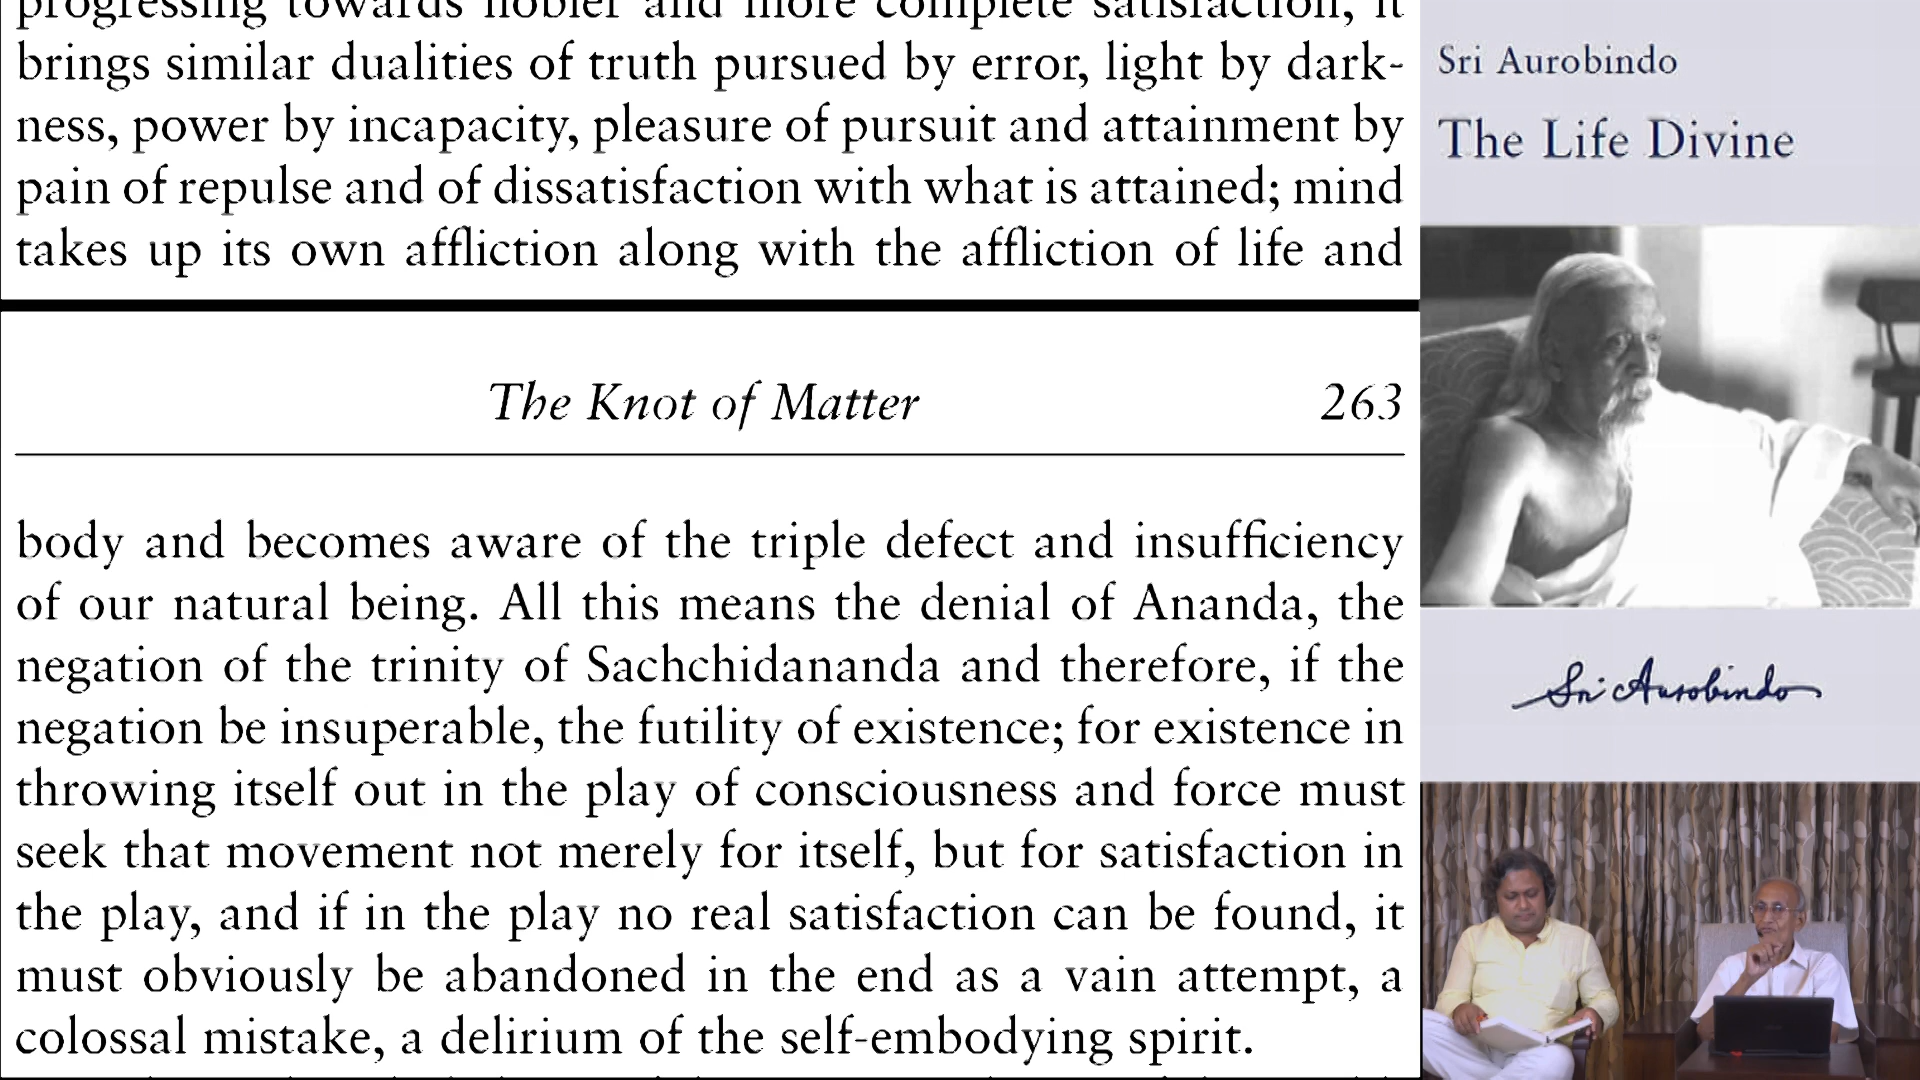 progressing towards nobler and more complete satisfaction, it
brings similar dualities of truth pursued by error, light by dark-
ness, power by incapacity, pleasure of pursuit and attainment by
pain of repulse and of dissatisfaction with what is attained; mind
takes up its own affliction along with the affliction of life and
The Knot of Matter 263
body and becomes aware of the triple defect and insufficiency
of our natural being. All this means the denial of Ananda, the
negation of the trinity of Sachchidananda and therefore, if the
negation be insuperable, the futility of existence; for existence in
throwing itself out in the play of consciousness and force must
seek that movement not merely for itself, but for satisfaction in
the play, and if in the play no real satisfaction can be found, it
must obviously be abandoned in the end as a vain attempt, a
colossal mistake, a delirium of the self-embodying spirit.
Sri Aurobindo
The Life Divine
Sri Aurobindo